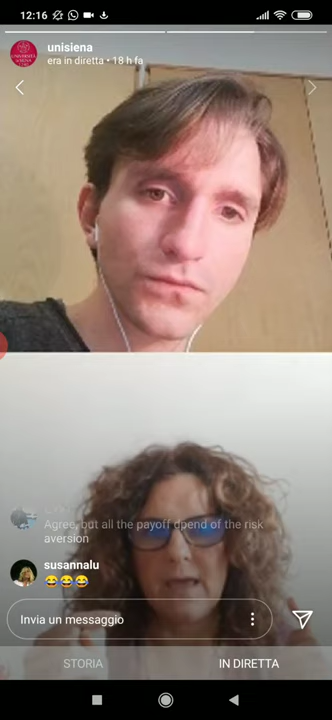 12:16
unisiena
era in diretta • 18 h fa
Agree, but all the payoff dpend of the risk
aversion
susannalu
Invia un messaggio
STORIA
IN DIRETTA